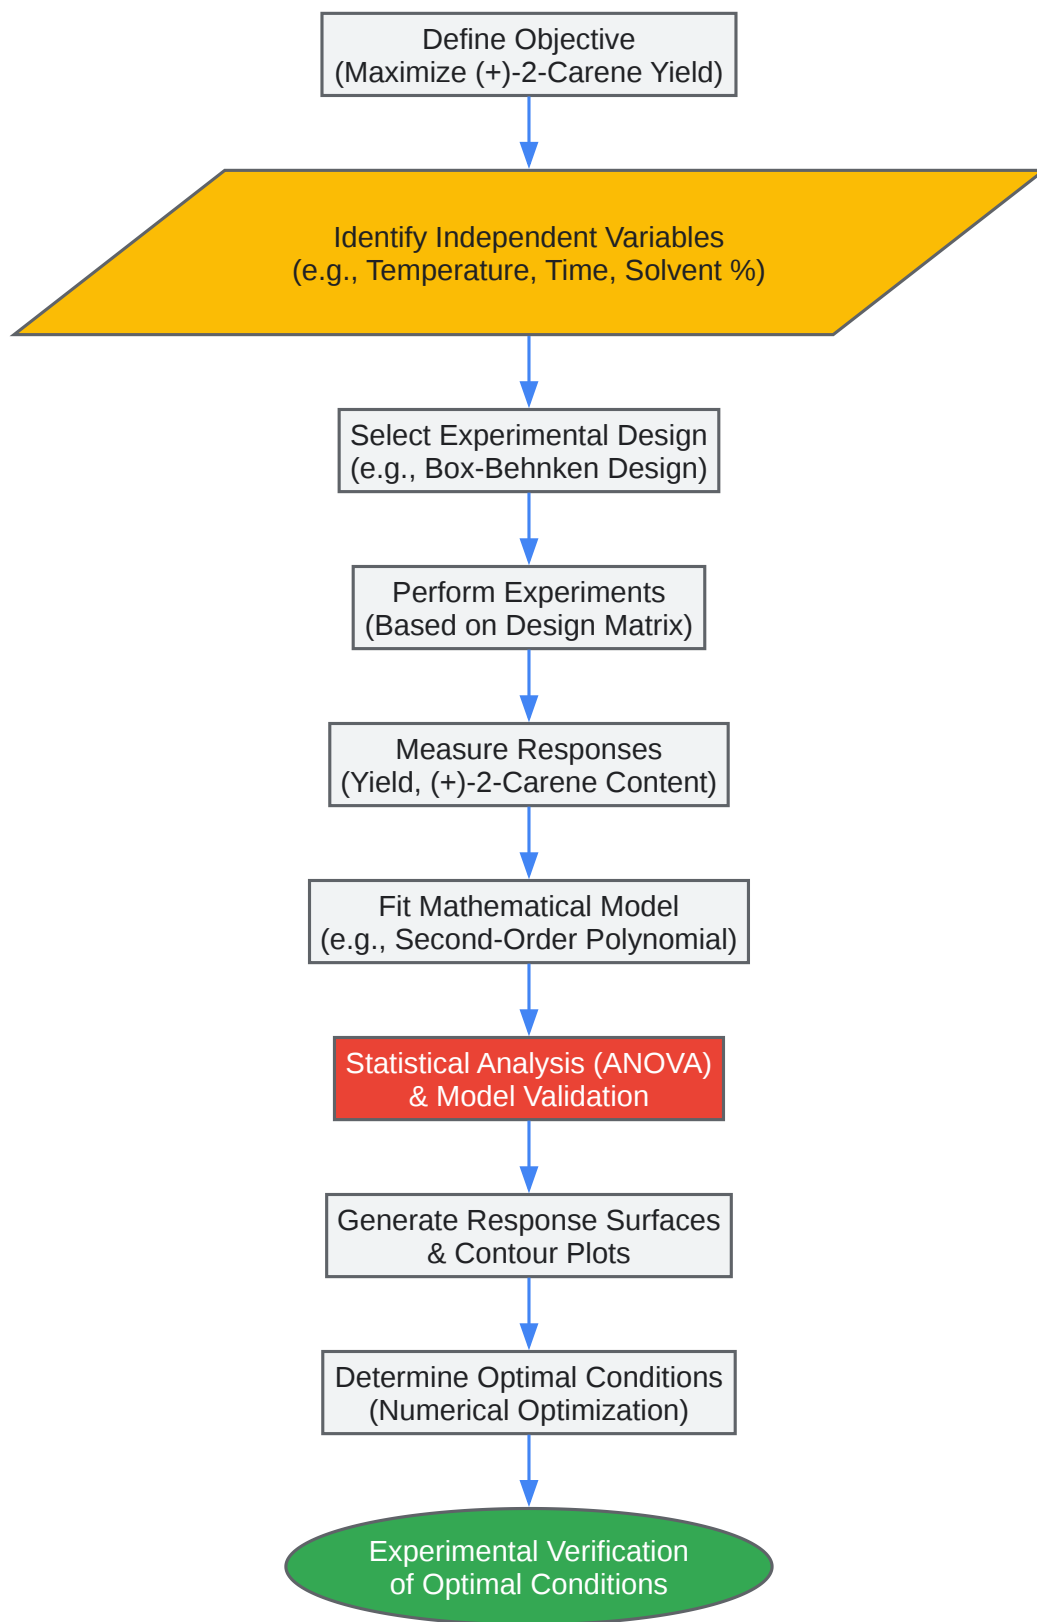 Define Objective
(Maximize (+)-2-Carene Yield)
Identify Independent Variables
(e.g., Temperature, Time, Solvent %)
Select Experimental Design
(e.g., Box-Behnken Design)
Perform Experiments
(Based on Design Matrix)
Measure Responses
(Yield, (+)-2-Carene Content)
Fit Mathematical Model
(e.g., Second-Order Polynomial)
Statistical Analysis (ANOVA)
& Model Validation
Generate Response Surfaces
& Contour Plots
Determine Optimal Conditions
(Numerical Optimization)
Experimental Verification
of Optimal Conditions